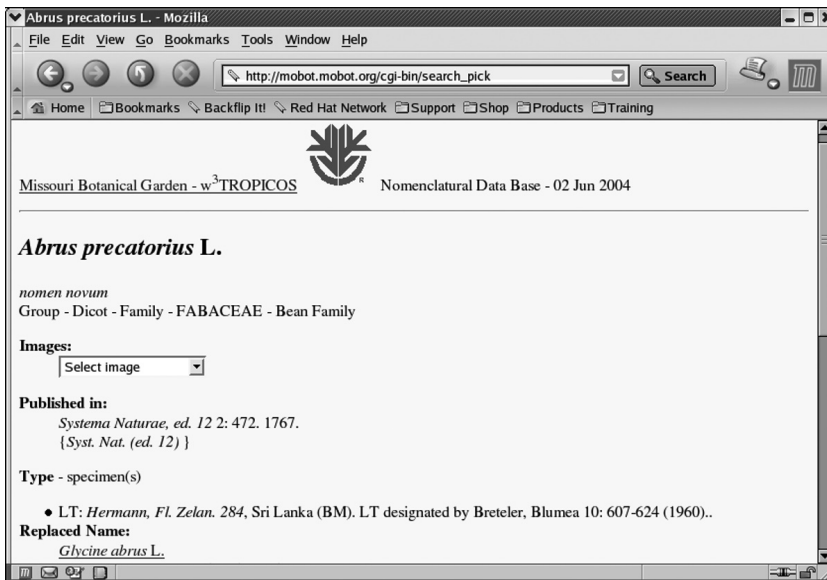 Abrus precatorius L. - Mozilla
File Edit View Go Bookmarks Tools Window Help
http://mobot.mobot.org/cgi-bin/search_pick Search
Home Bookmarks Backflip It! Red Hat Network Support Shop Products Training
Missouri Botanical Garden - w3TROPICOS ® Nomenclatural Data Base - 02 Jun 2004
Abrus precatorius L.
nomen novum
Group - Dicot - Family - FABACEAE - Bean Family
Images:
Select image
Published in:
Systema Naturae, ed. 12 2: 472. 1767.
{Syst. Nat. (ed. 12) }
Type - specimen(s)
● LT: Hermann, Fl. Zelan. 284, Sri Lanka (BM). LT designated by Breteler, Blumea 10: 607-624 (1960)..
Replaced Name:
Glycine abrus L.